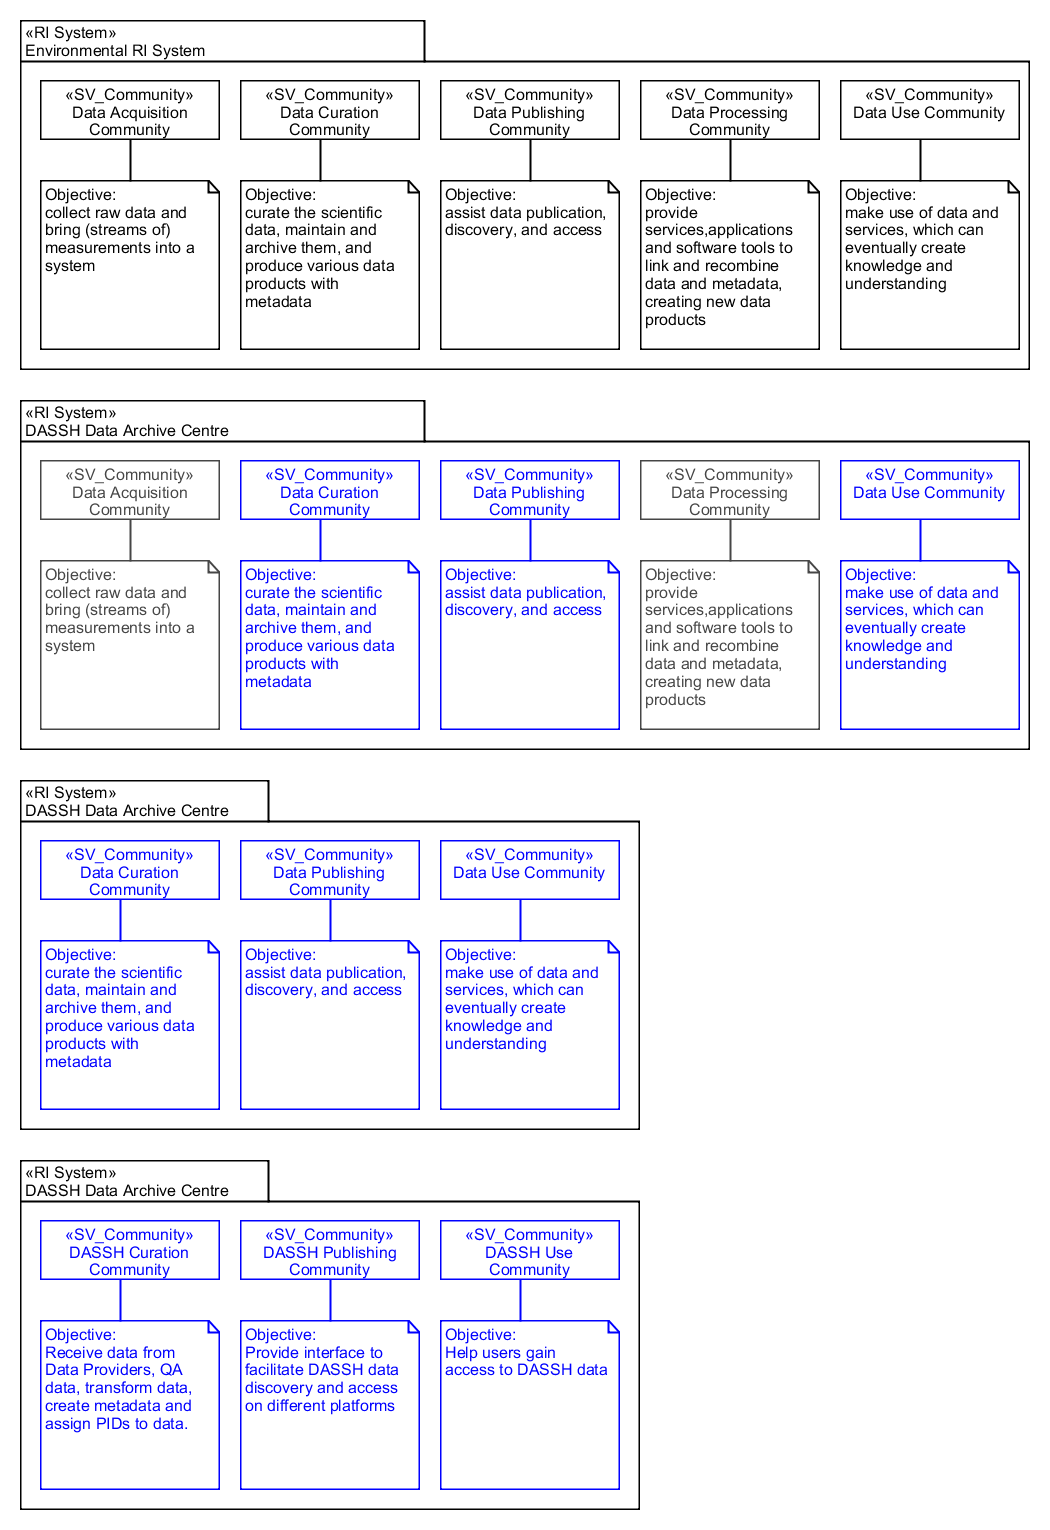 «RI System»
Environmental RI System
«SV_Community»
Data Acquisition
Community
«SV_Community»
Data Curation
Community
«SV_Community»
Data Publishing
Community
«SV_Community»
Data Processing
Community
«SV_Community»
Data Use Community
Objective:
collect raw data and
bring (streams of)
measurements into a
system
Objective:
curate the scientific
data, maintain and
archive them, and
produce various data
products with
metadata
Objective:
assist data publication,
discovery, and access
Objective:
provide
services,applications
and software tools to
link and recombine
data and metadata,
creating new data
products
Objective:
make use of data and
services, which can
eventually create
knowledge and
understanding
«RI System»
DASSH Data Archive Centre
«SV_Community»
Data Acquisition
Community
«SV_Community»
Data Curation
Community
«SV_Community»
Data Publishing
Community
«SV_Community»
Data Processing
Community
«SV_Community»
Data Use Community
Objective:
collect raw data and
bring (streams of)
measurements into a
system
Objective:
curate the scientific
data, maintain and
archive them, and
produce various data
products with
metadata
Objective:
assist data publication,
discovery, and access
Objective:
provide
services,applications
and software tools to
link and recombine
data and metadata,
creating new data
products
Objective:
make use of data and
services, which can
eventually create
knowledge and
understanding
«RI System»
DASSH Data Archive Centre
«SV_Community»
Data Curation
Community
«SV_Community»
Data Publishing
Community
«SV_Community»
Data Use Community
Objective:
curate the scientific
data, maintain and
archive them, and
produce various data
products with
metadata
Objective:
assist data publication,
discovery, and access
Objective:
make use of data and
services, which can
eventually create
knowledge and
understanding
«RI System»
DASSH Data Archive Centre
«SV_Community»
DASSH Curation
Community
«SV_Community»
DASSH Publishing
Community
«SV_Community»
DASSH Use
Community
Objective:
Receive data from
Data Providers, QA
data, transform data,
create metadata and
assign PIDs to data.
Objective:
Provide interface to
facilitate DASSH data
discovery and access
on different platforms
Objective:
Help users gain
access to DASSH data